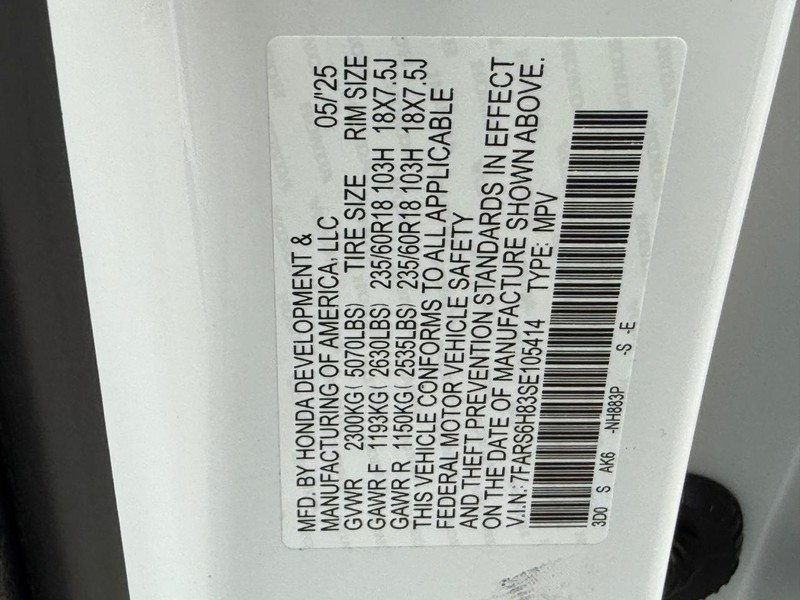 MFD. BY HONDA DEVELOPMENT &
MANUFACTURING OF AMERICA, LLC 05/'25
GVWR 2300KG( 5070LBS) TIRE SIZE RIM SIZE
GAWR F 1193KG( 2630LBS) 235/60R18 103H 18X7.5J
GAWR R 1150KG( 2535LBS) 235/60R18 103H 18X7.5J
THIS VEHICLE CONFORMS TO ALL APPLICABLE
FEDERAL MOTOR VEHICLE SAFETY
AND THEFT PREVENTION STANDARDS IN EFFECT
ON THE DATE OF MANUFACTURE SHOWN ABOVE.
V.I.N.: 7FARS6H83SE105414 TYPE: MPV
3D0 S AK6 -NH883P -S -E